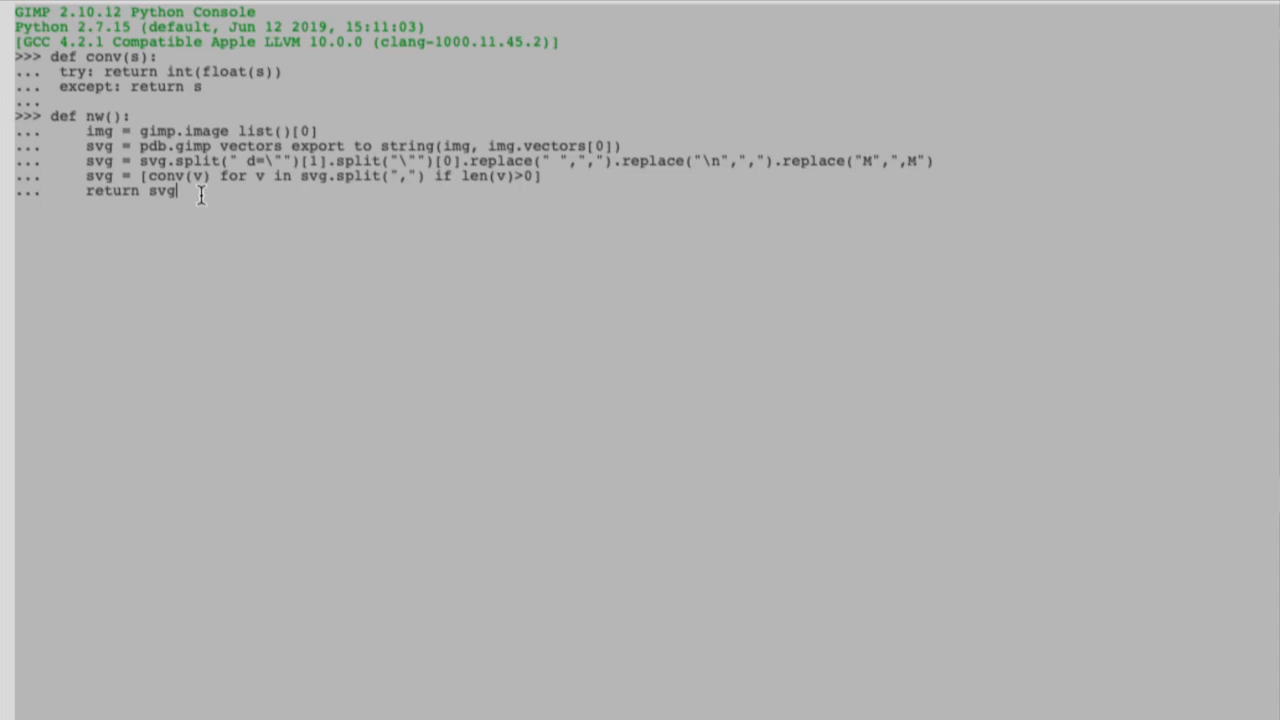 GIMP 2.10.12 Python Console
Python 2.7.15 (default, Jun 12 2019, 15:11:03)
[GCC 4.2.1 Compatible Apple LLVM 10.0.0 (clang-1000.11.45.2)]
>>> def conv(s):
...  try: return int(float(s))
...  except: return s
...
>>> def nw():
...     img = gimp.image_list()[0]
...     svg = pdb.gimp_vectors_export_to_string(img, img.vectors[0])
...     svg = svg.split(" d=\"")[1].split("\"")[0].replace(" ",",").replace("\n",",").replace("M",",M")
...     svg = [conv(v) for v in svg.split(",") if len(v)>0]
...     return svg